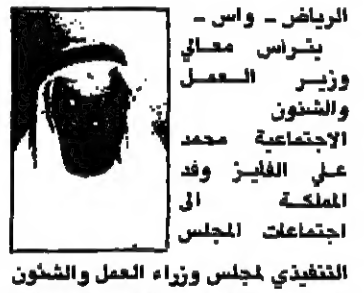 الرياض - واس -
يتراس معالي
وزير العمل
والشئون
الاجتماعية محمد
علي الفايز وفد
المملكة الى
اجتماعات المجلس
التنفيذي لمجلس وزراء العمل والشئون